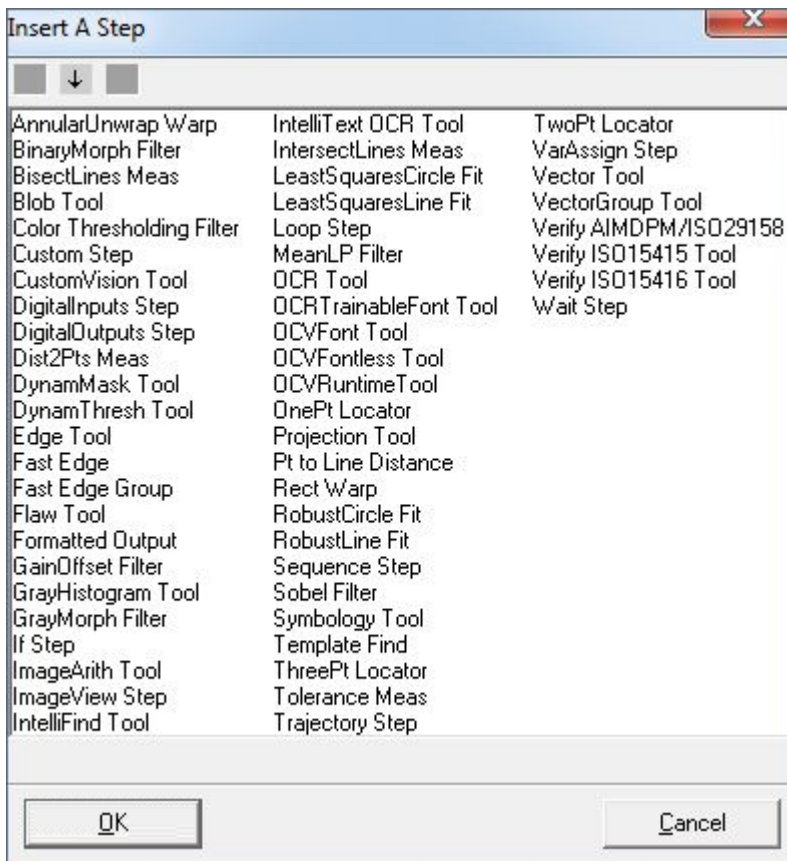 Insert A Step
AnnularUnwrap Warp
BinaryMorph Filter
BisectLines Meas
Blob Tool
Color Thresholding Filter
Custom Step
CustomVision Tool
DigitalInputs Step
DigitalOutputs Step
Dist2Pts Meas
DynamMask Tool
DynamThresh Tool
Edge Tool
Fast Edge
Fast Edge Group
Flaw Tool
Formatted Output
GainOffset Filter
GrayHistogram Tool
GrayMorph Filter
If Step
ImageArith Tool
ImageView Step
IntelliFind Tool
IntelliText OCR Tool
IntersectLines Meas
LeastSquaresCircle Fit
LeastSquaresLine Fit
Loop Step
MeanLP Filter
OCR Tool
OCRTrainableFont Tool
OCVFont Tool
OCVFontless Tool
OCVRuntimeTool
OnePt Locator
Projection Tool
Pt to Line Distance
Rect Warp
RobustCircle Fit
RobustLine Fit
Sequence Step
Sobel Filter
Symbology Tool
Template Find
ThreePt Locator
Tolerance Meas
Trajectory Step
TwoPt Locator
VarAssign Step
Vector Tool
VectorGroup Tool
Verify AIMDPM/ISO29158
Verify ISO15415 Tool
Verify ISO15416 Tool
Wait Step
OK
Cancel